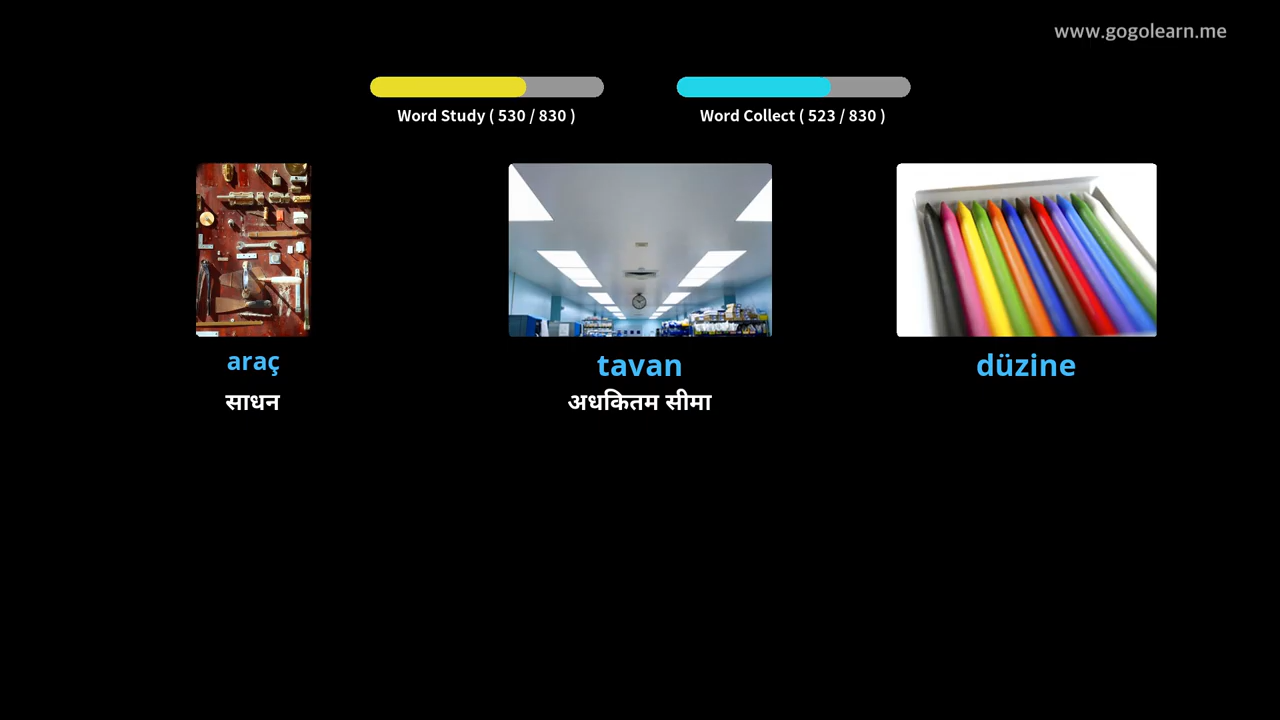 www.gogolearn.me
Word Study ( 530 / 830 )
Word Collect ( 523 / 830 )
araç
tavan
düzine
साधन
अधकितम सीमा